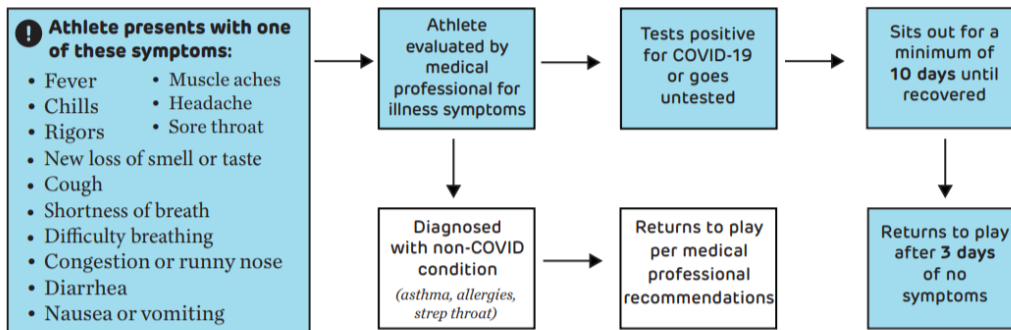 ! Athlete presents with one
of these symptoms:
• Fever
• Chills
• Rigors
• Muscle aches
• Headache
• Sore throat
• New loss of smell or taste
• Cough
• Shortness of breath
• Difficulty breathing
• Congestion or runny nose
• Diarrhea
• Nausea or vomiting
Athlete
evaluated by
medical
professional for
illness symptoms
Tests positive
for COVID-19
or goes
untested
Sits out for a
minimum of
10 days until
recovered
Diagnosed
with non-COVID
condition
(asthma, allergies,
strep throat)
Returns to play
per medical
professional
recommendations
Returns to play
after 3 days
of no
symptoms